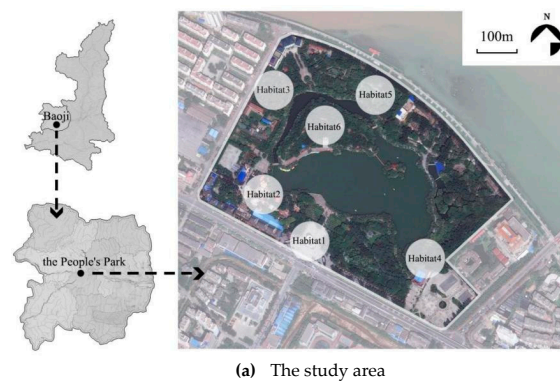 Baoji
the People's Park
N
100m
Habitat3
Habitat5
Habitat6
Habitat2
Habitat1
Habitat4
(a) The study area